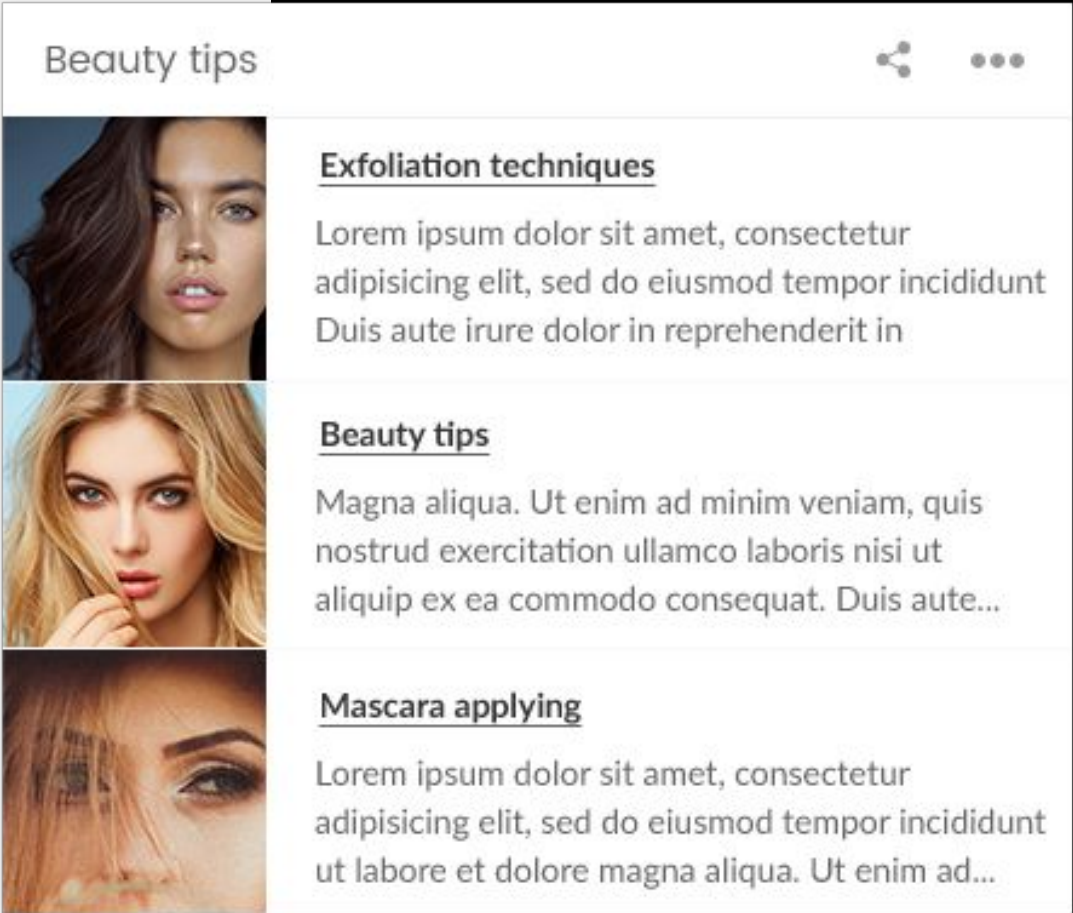 Beauty tips
Exfoliation techniques
Lorem ipsum dolor sit amet, consectetur
adipisicing elit, sed do eiusmod tempor incididunt
Duis aute irure dolor in reprehenderit in
Beauty tips
Magna aliqua. Ut enim ad minim veniam, quis
nostrud exercitation ullamco laboris nisi ut
aliquip ex ea commodo consequat. Duis aute...
Mascara applying
Lorem ipsum dolor sit amet, consectetur
adipisicing elit, sed do eiusmod tempor incididunt
ut labore et dolore magna aliqua. Ut enim ad...